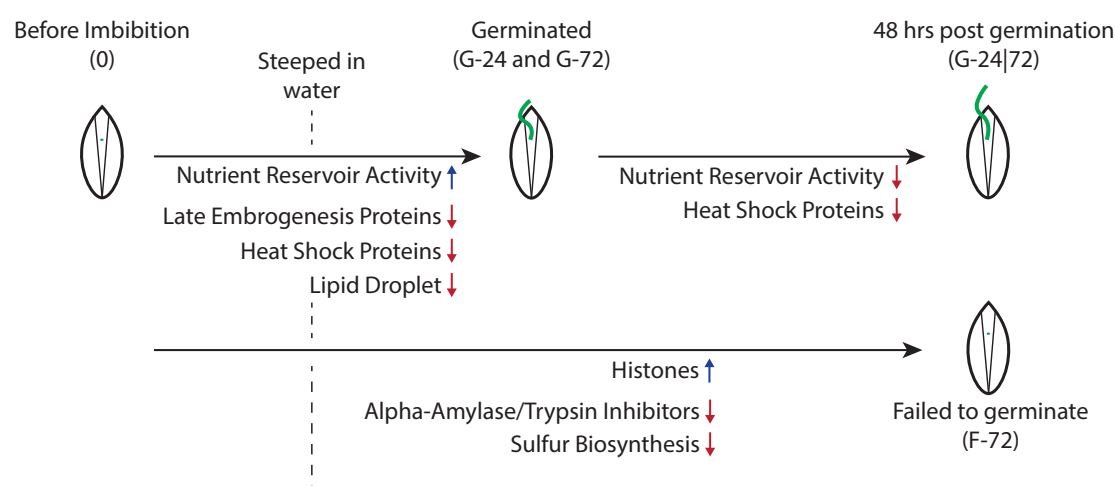 Before Imbibition
(0)
Steeped in
water
Germinated
(G-24 and G-72)
48 hrs post germination
(G-24|72)
Nutrient Reservoir Activity
Late Embrogenesis Proteins
Heat Shock Proteins
Lipid Droplet
Nutrient Reservoir Activity
Heat Shock Proteins
Histones
Alpha-Amylase/Trypsin Inhibitors
Sulfur Biosynthesis
Failed to germinate
(F-72)